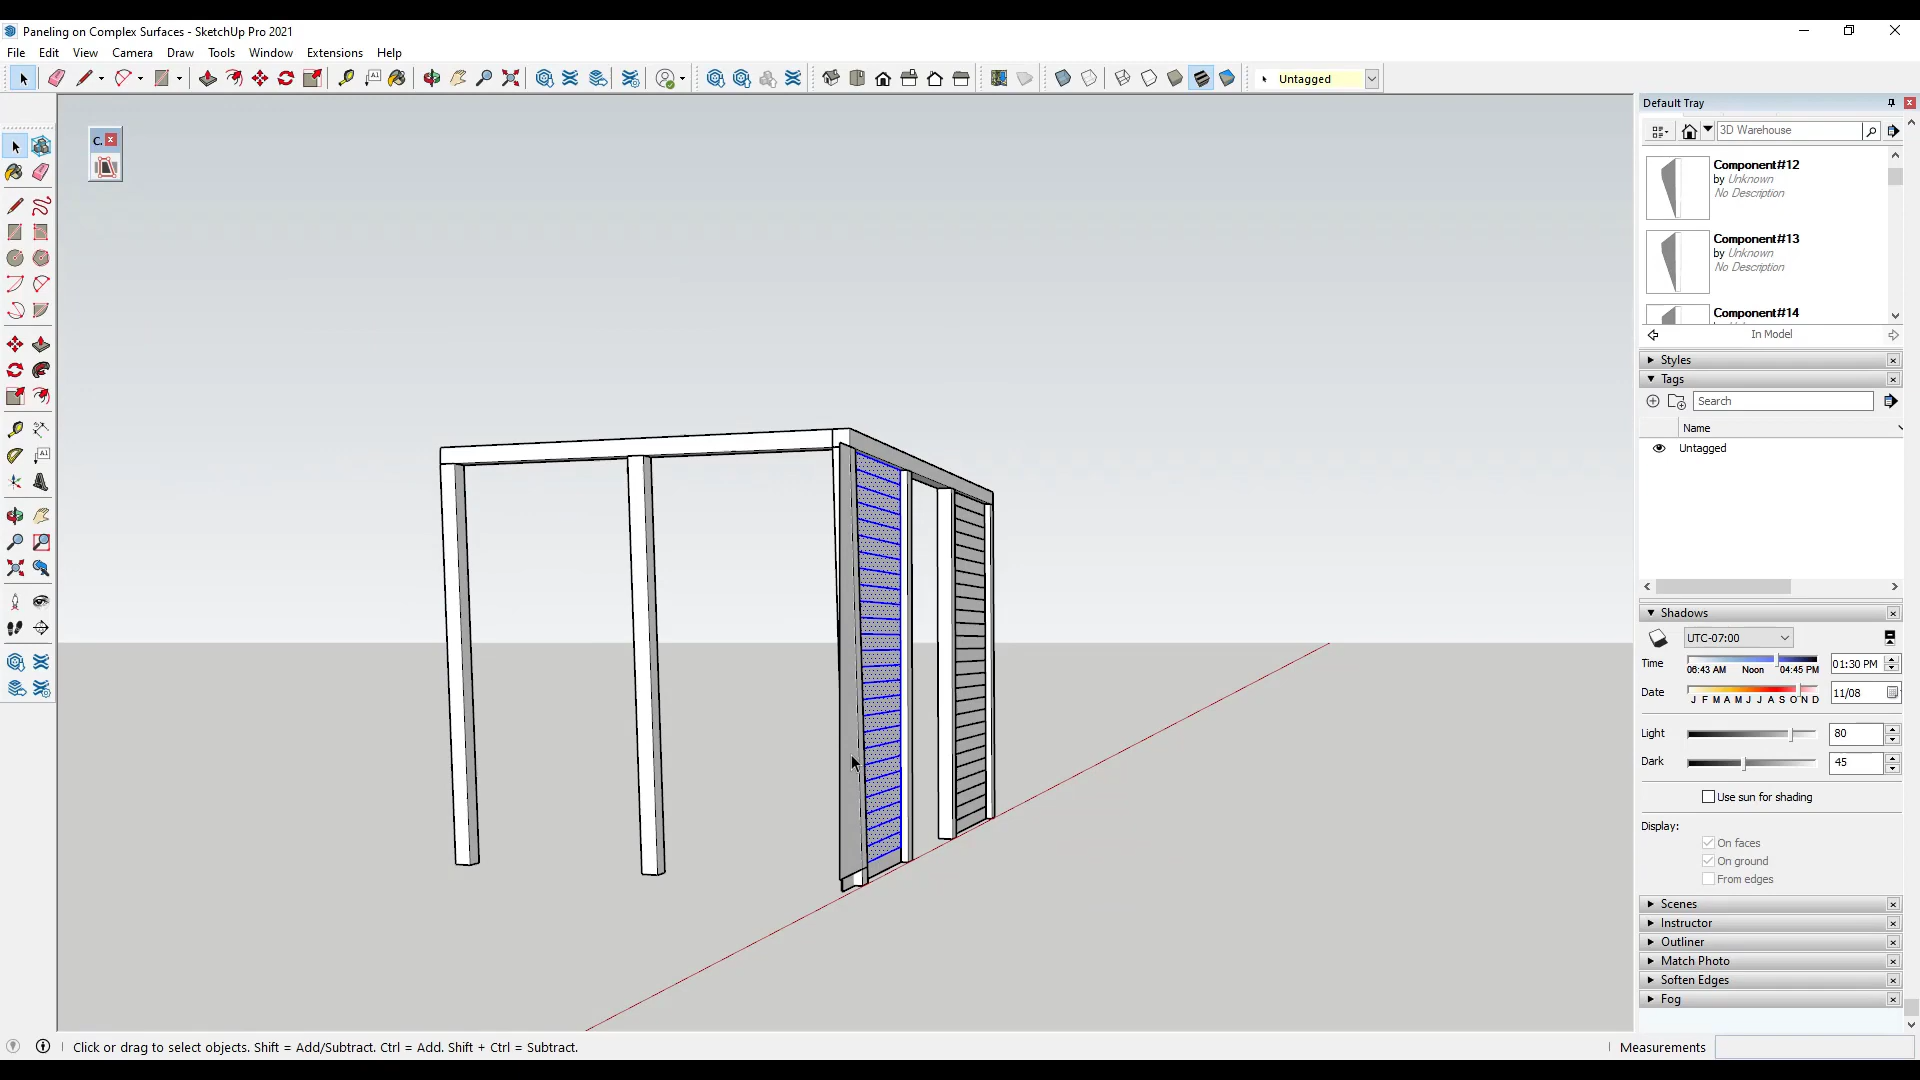 Paneling on Complex Surfaces - SketchUp Pro 2021
File Edit View Camera Draw Tools Window Extensions Help
Untagged
Default Tray
C.
3D Warehouse
Component#12
by Unknown
No Description
Component#13
by Unknown
No Description
Component#14
In Model
Styles
Tags
Search
Name
Untagged
Shadows
UTC-07:00
Time
06:43 AM Noon 04:45 PM
01:30 PM
Date
J F M A M J J A S O N D
11/08
Light
80
Dark
45
Use sun for shading
Display:
On faces
On ground
From edges
Scenes
Instructor
Outliner
Match Photo
Soften Edges
Fog
Click or drag to select objects. Shift = Add/Subtract. Ctrl = Add. Shift + Ctrl = Subtract.
Measurements